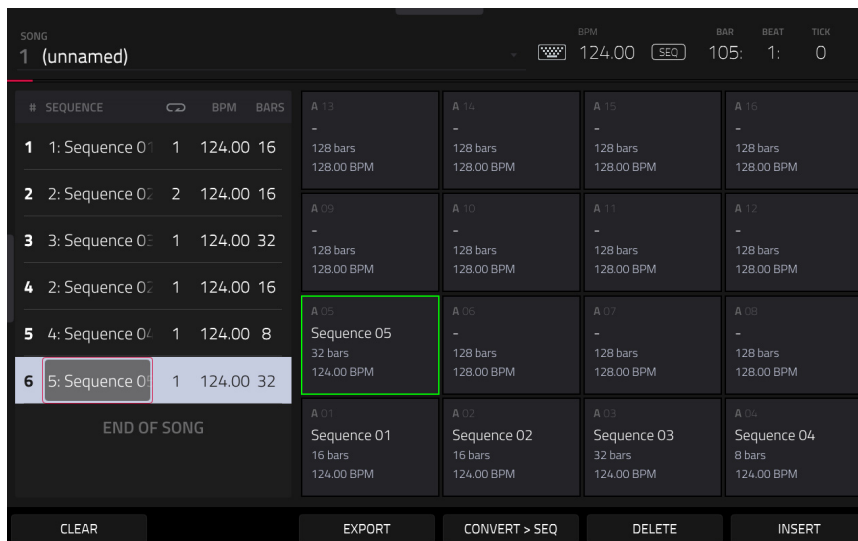 SONG
1 (unnamed)
BPM
124.00
SEQ
BAR BEAT TICK
105: 1: 0
# SEQUENCE BPM BARS
1 1: Sequence 01 1 124.00 16
2 2: Sequence 02 2 124.00 16
3 3: Sequence 03 1 124.00 32
4 2: Sequence 02 1 124.00 16
5 4: Sequence 04 1 124.00 8
6 5: Sequence 05 1 124.00 32
END OF SONG
A 13
-
128 bars
128.00 BPM
A 14
-
128 bars
128.00 BPM
A 15
-
128 bars
128.00 BPM
A 16
-
128 bars
128.00 BPM
A 09
-
128 bars
128.00 BPM
A 10
-
128 bars
128.00 BPM
A 11
-
128 bars
128.00 BPM
A 12
-
128 bars
128.00 BPM
A 05
Sequence 05
32 bars
124.00 BPM
A 06
-
128 bars
128.00 BPM
A 07
-
128 bars
128.00 BPM
A 08
-
128 bars
128.00 BPM
A 01
Sequence 01
16 bars
124.00 BPM
A 02
Sequence 02
16 bars
124.00 BPM
A 03
Sequence 03
32 bars
124.00 BPM
A 04
Sequence 04
8 bars
124.00 BPM
CLEAR EXPORT CONVERT > SEQ DELETE INSERT